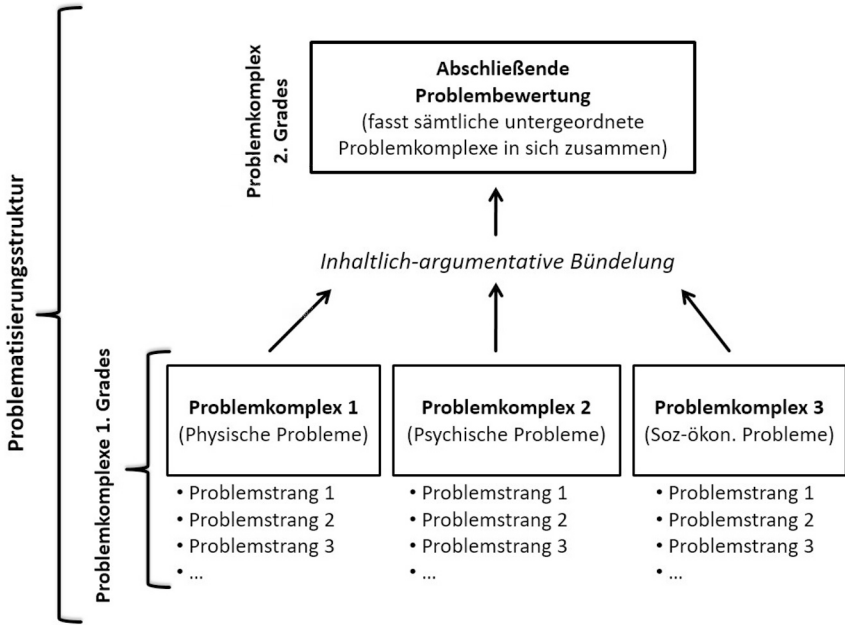 Problematisierungsstruktur
Problemkomplex
2. Grades
Abschließende
Problembewertung
(fasst sämtliche untergeordnete
Problemkomplexe in sich zusammen)
Inhaltlich-argumentative Bündelung
Problemkomplexe 1. Grades
Problemkomplex 1
(Physische Probleme)
• Problemstrang 1
• Problemstrang 2
• Problemstrang 3
• ...
Problemkomplex 2
(Psychische Probleme)
• Problemstrang 1
• Problemstrang 2
• Problemstrang 3
• ...
Problemkomplex 3
(Soz-ökon. Probleme)
• Problemstrang 1
• Problemstrang 2
• Problemstrang 3
• ...